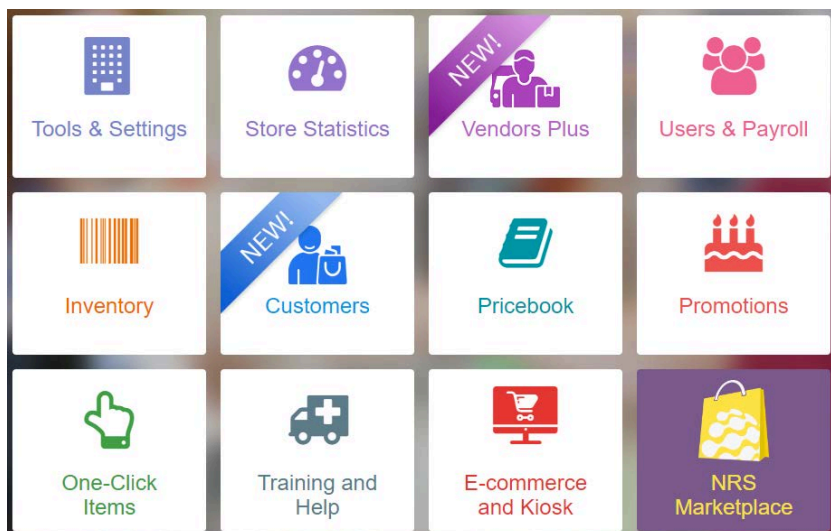 Tools & Settings
Store Statistics
NEW!
Vendors Plus
Users & Payroll
Inventory
NEW!
Customers
Pricebook
Promotions
One-Click
Items
Training and
Help
E-commerce
and Kiosk
NRS
Marketplace